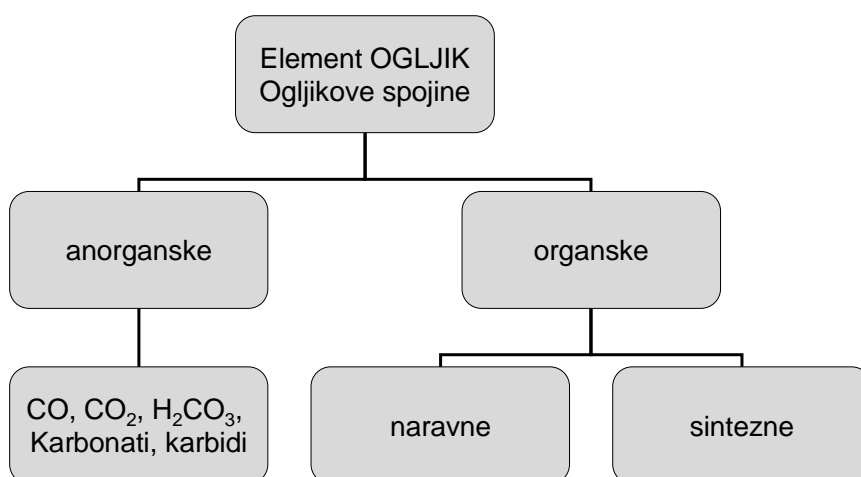 Element OGLJIK
Ogljikove spojine
anorganske
organske
CO, CO₂, H₂CO₃,
Karbonati, karbidi
naravne
sintezne